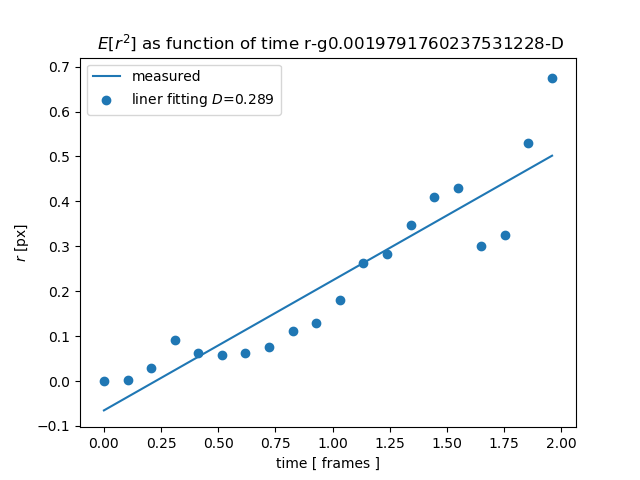 E[r²] as function of time r-g0.0019791760237531228-D
measured
liner fitting D=0.289
0.7
0.6
0.5
0.4
0.3
0.2
0.1
0.0
−0.1
r [px]
0.00 0.25 0.50 0.75 1.00 1.25 1.50 1.75 2.00
time [ frames ]